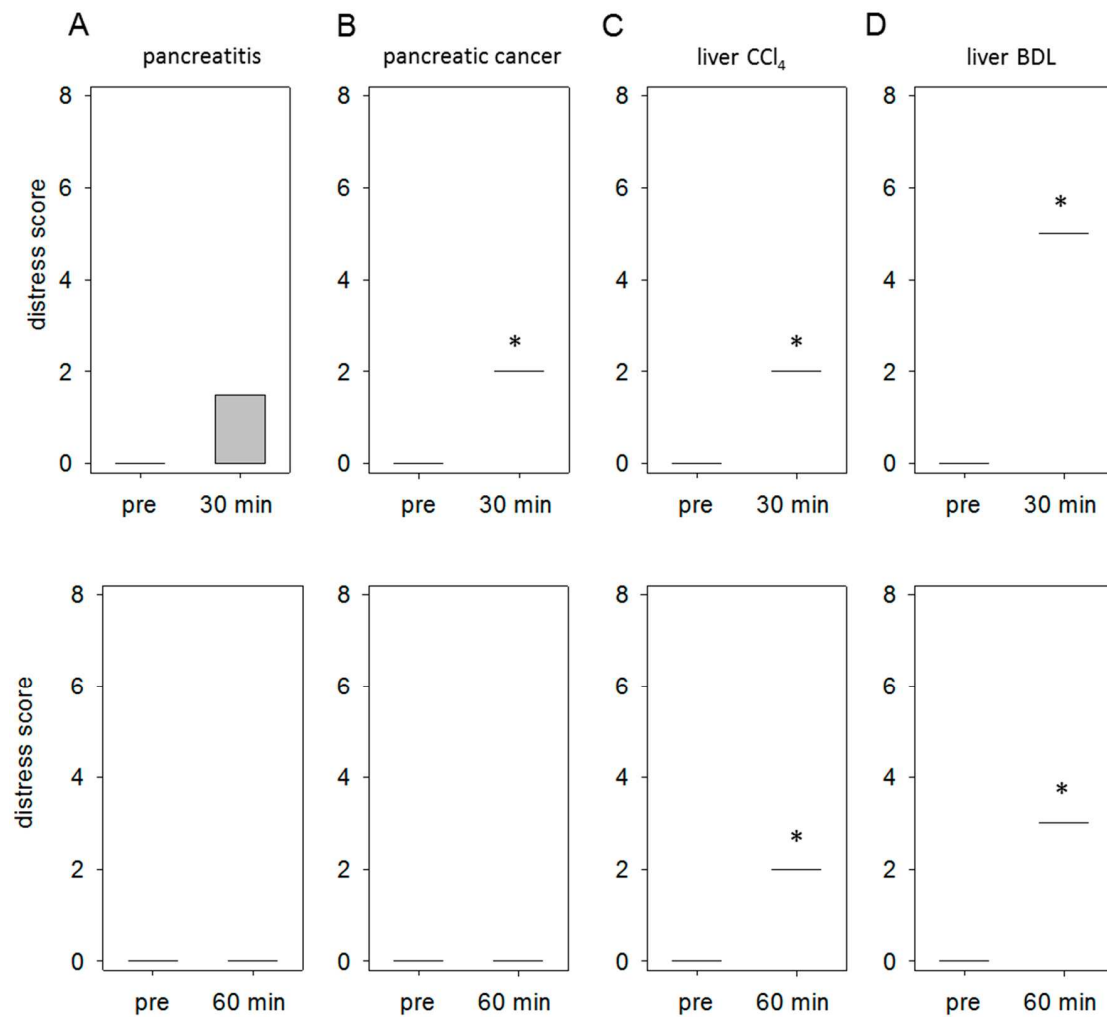 A B C D
pancreatitis pancreatic cancer liver CCl₄ liver BDL
8 8 8 8
6 6 6 6
distress score
4 4 4 4
* * *
2 2 2 2
0 0 0 0
pre 30 min pre 30 min pre 30 min pre 30 min
8 8 8 8
6 6 6 6
distress score
4 4 4 4
* *
2 2 2 2
0 0 0 0
pre 60 min pre 60 min pre 60 min pre 60 min